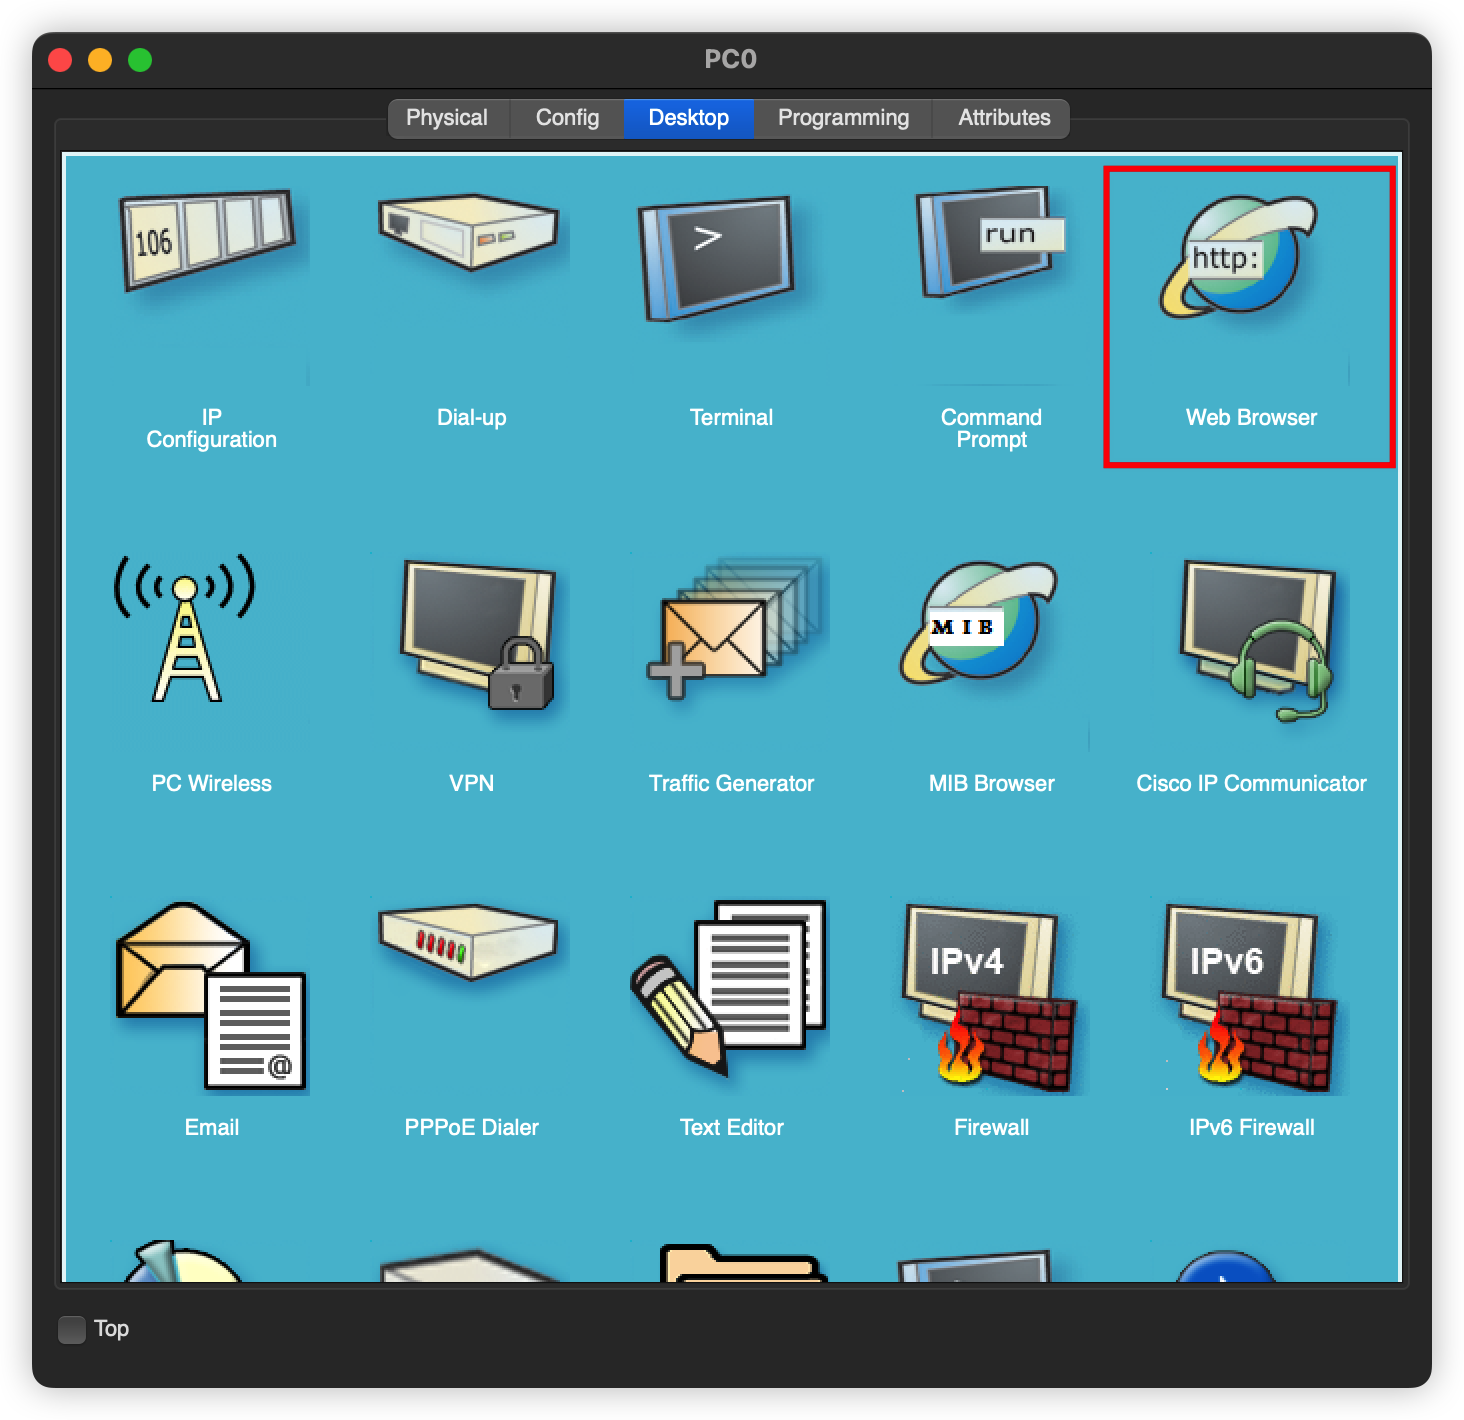 PC0
Physical
Config
Desktop
Programming
Attributes
106
>
run
http:
IP
Configuration
Dial-up
Terminal
Command
Prompt
Web Browser
MIB
PC Wireless
VPN
Traffic Generator
MIB Browser
Cisco IP Communicator
@
IPv4
IPv6
Email
PPPoE Dialer
Text Editor
Firewall
IPv6 Firewall
Top